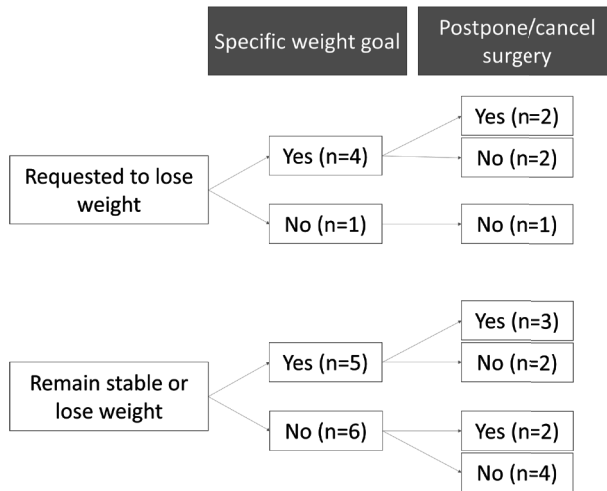 Specific weight goal
Postpone/cancel
surgery
Requested to lose
weight
Yes (n=4)
Yes (n=2)
No (n=2)
No (n=1)
No (n=1)
Remain stable or
lose weight
Yes (n=5)
Yes (n=3)
No (n=2)
No (n=6)
Yes (n=2)
No (n=4)